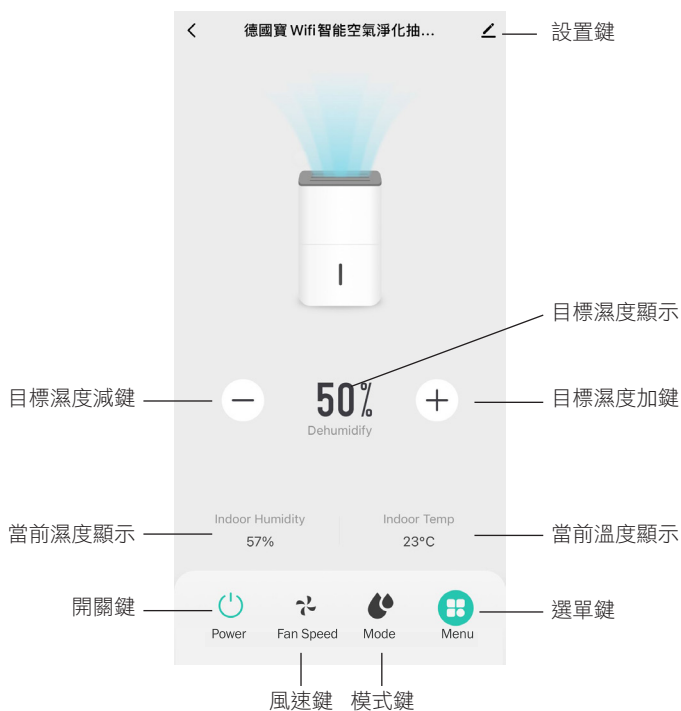 德國寶 Wifi智能空氣淨化抽...
設置鍵
目標濕度顯示
目標濕度減鍵
50%
目標濕度加鍵
Dehumidify
Indoor Humidity
Indoor Temp
當前濕度顯示
57%
23°C
當前溫度顯示
開關鍵
選單鍵
Power
Fan Speed
Mode
Menu
風速鍵
模式鍵